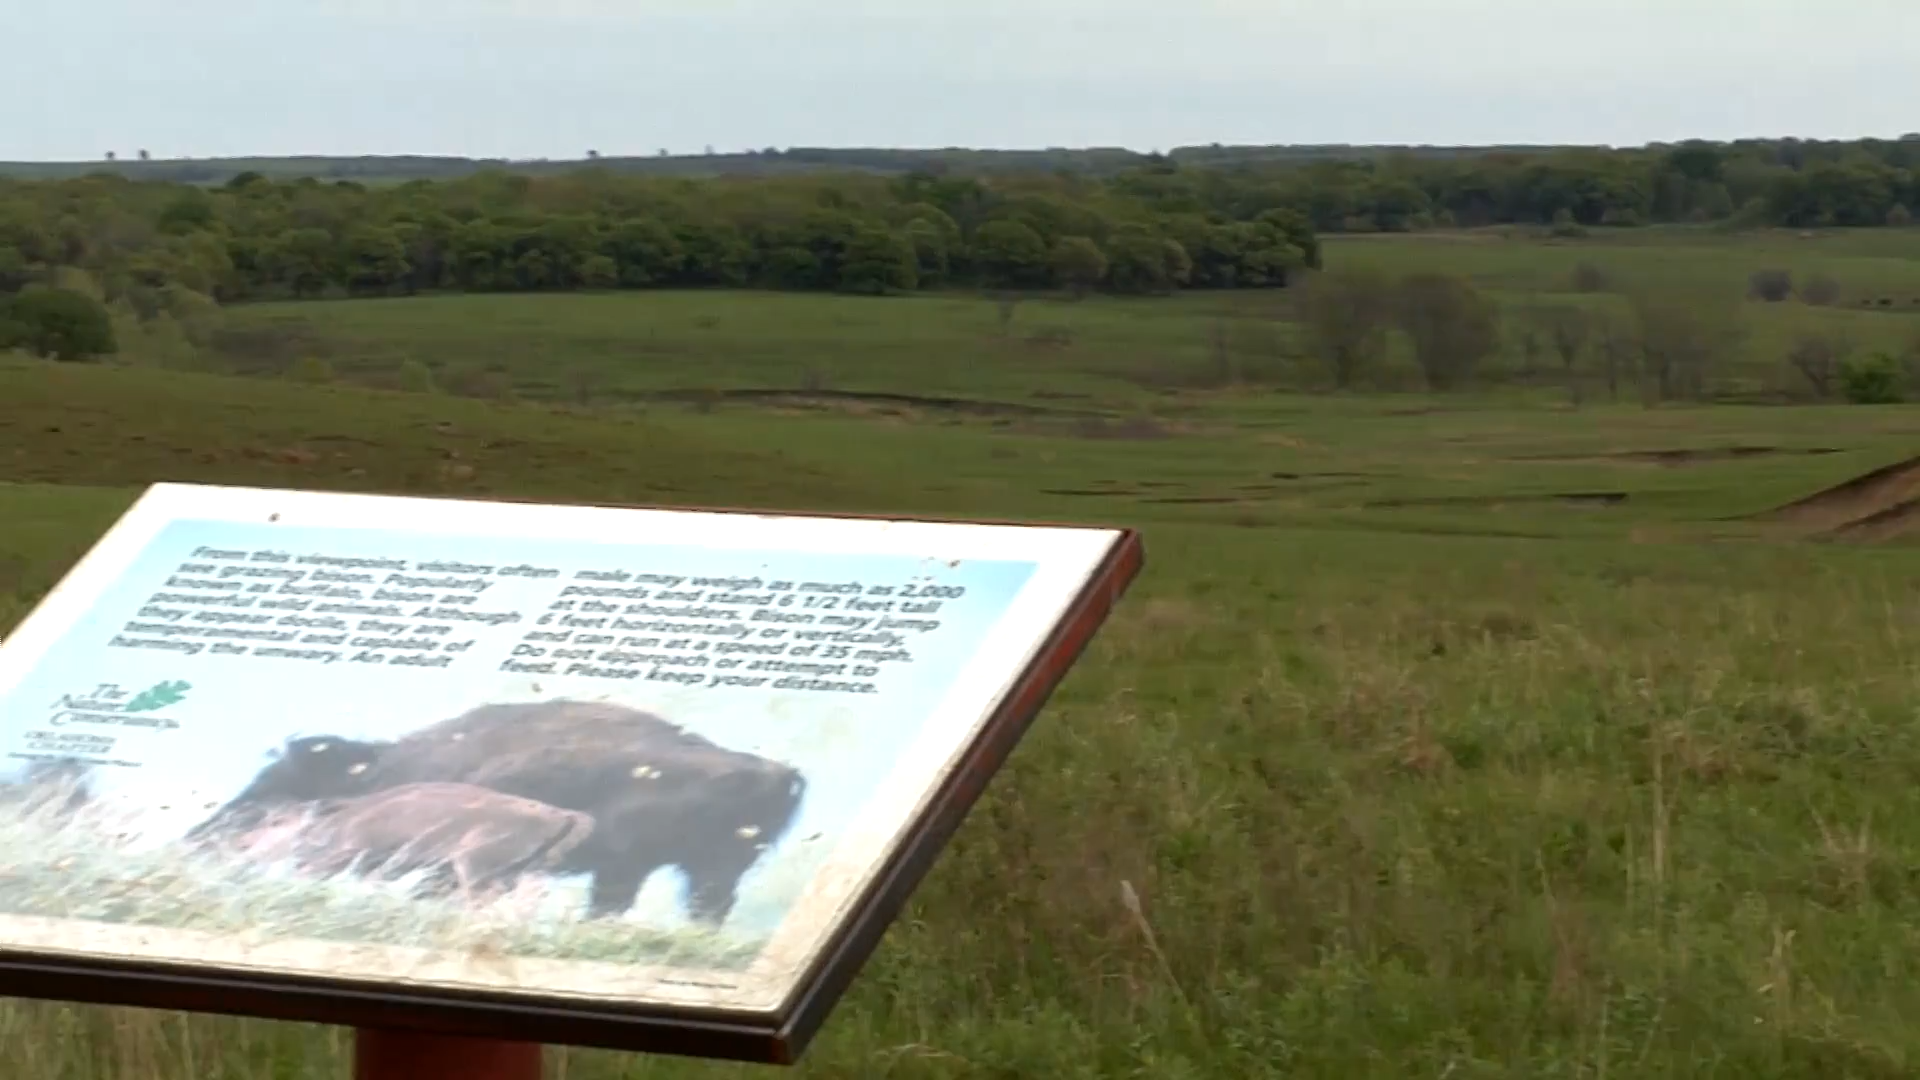 From this viewpoint, visitors often
see grazing bison. Popularly
known as buffalo, bison are
powerful wild animals. Although
they appear docile, they are
temperamental and capable of
hurting the unwary. An adult
male may weigh as much as 2,000
pounds and stand 6 1/2 feet tall
at the shoulders. Bison may jump
6 feet horizontally or vertically,
and can run at a speed of 35 mph.
Do not approach or attempt to
feed. Please keep your distance.
The
Nature
Conservancy
OKLAHOMA
CHAPTER